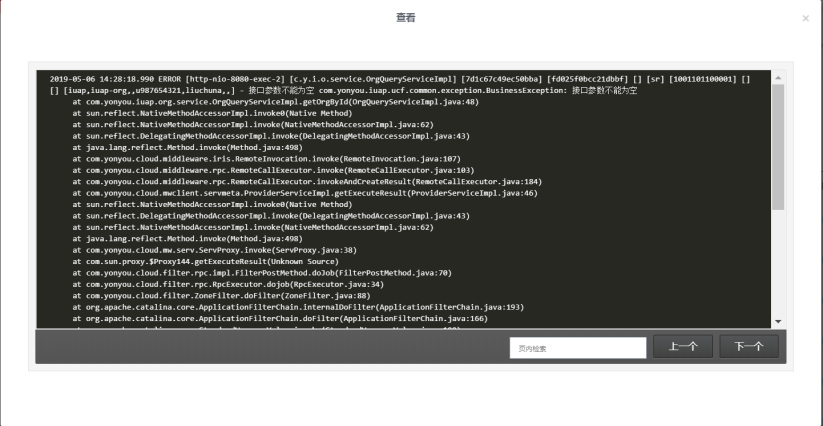 查看
×
2019-05-06 14:28:18.990 ERROR [http-nio-8080-exec-2] [c.y.i.o.service.OrgQueryServiceImpl] [7d1c67c49ec50bba] [fd025f0bcc21dbbf] [] [sr] [1001101100001] []
[] [iuap,iuap-org,,u987654321,liuchuna,,] - 接口参数不能为空 com.yonyou.iuap.ucf.common.exception.BusinessException: 接口参数不能为空
at com.yonyou.iuap.org.service.OrgQueryServiceImpl.getOrgById(OrgQueryServiceImpl.java:48)
at sun.reflect.NativeMethodAccessorImpl.invoke0(Native Method)
at sun.reflect.NativeMethodAccessorImpl.invoke(NativeMethodAccessorImpl.java:62)
at sun.reflect.DelegatingMethodAccessorImpl.invoke(DelegatingMethodAccessorImpl.java:43)
at java.lang.reflect.Method.invoke(Method.java:498)
at com.yonyou.cloud.middleware.iris.RemoteInvocation.invoke(RemoteInvocation.java:107)
at com.yonyou.cloud.middleware.rpc.RemoteCallExecutor.invoke(RemoteCallExecutor.java:103)
at com.yonyou.cloud.middleware.rpc.RemoteCallExecutor.invokeAndCreateResult(RemoteCallExecutor.java:184)
at com.yonyou.cloud.mwclient.servmeta.ProviderServiceImpl.getExecuteResult(ProviderServiceImpl.java:46)
at sun.reflect.NativeMethodAccessorImpl.invoke0(Native Method)
at sun.reflect.DelegatingMethodAccessorImpl.invoke(DelegatingMethodAccessorImpl.java:43)
at sun.reflect.NativeMethodAccessorImpl.invoke(NativeMethodAccessorImpl.java:62)
at java.lang.reflect.Method.invoke(Method.java:498)
at com.yonyou.cloud.mw.serv.ServProxy.invoke(ServProxy.java:38)
at com.sun.proxy.$Proxy144.getExecuteResult(Unknown Source)
at com.yonyou.cloud.filter.rpc.impl.FilterPostMethod.doJob(FilterPostMethod.java:70)
at com.yonyou.cloud.filter.rpc.RpcExecutor.dojob(RpcExecutor.java:34)
at com.yonyou.cloud.filter.ZoneFilter.doFilter(ZoneFilter.java:88)
at org.apache.catalina.core.ApplicationFilterChain.internalDoFilter(ApplicationFilterChain.java:193)
at org.apache.catalina.core.ApplicationFilterChain.doFilter(ApplicationFilterChain.java:166)
页内检索
上一个
下一个